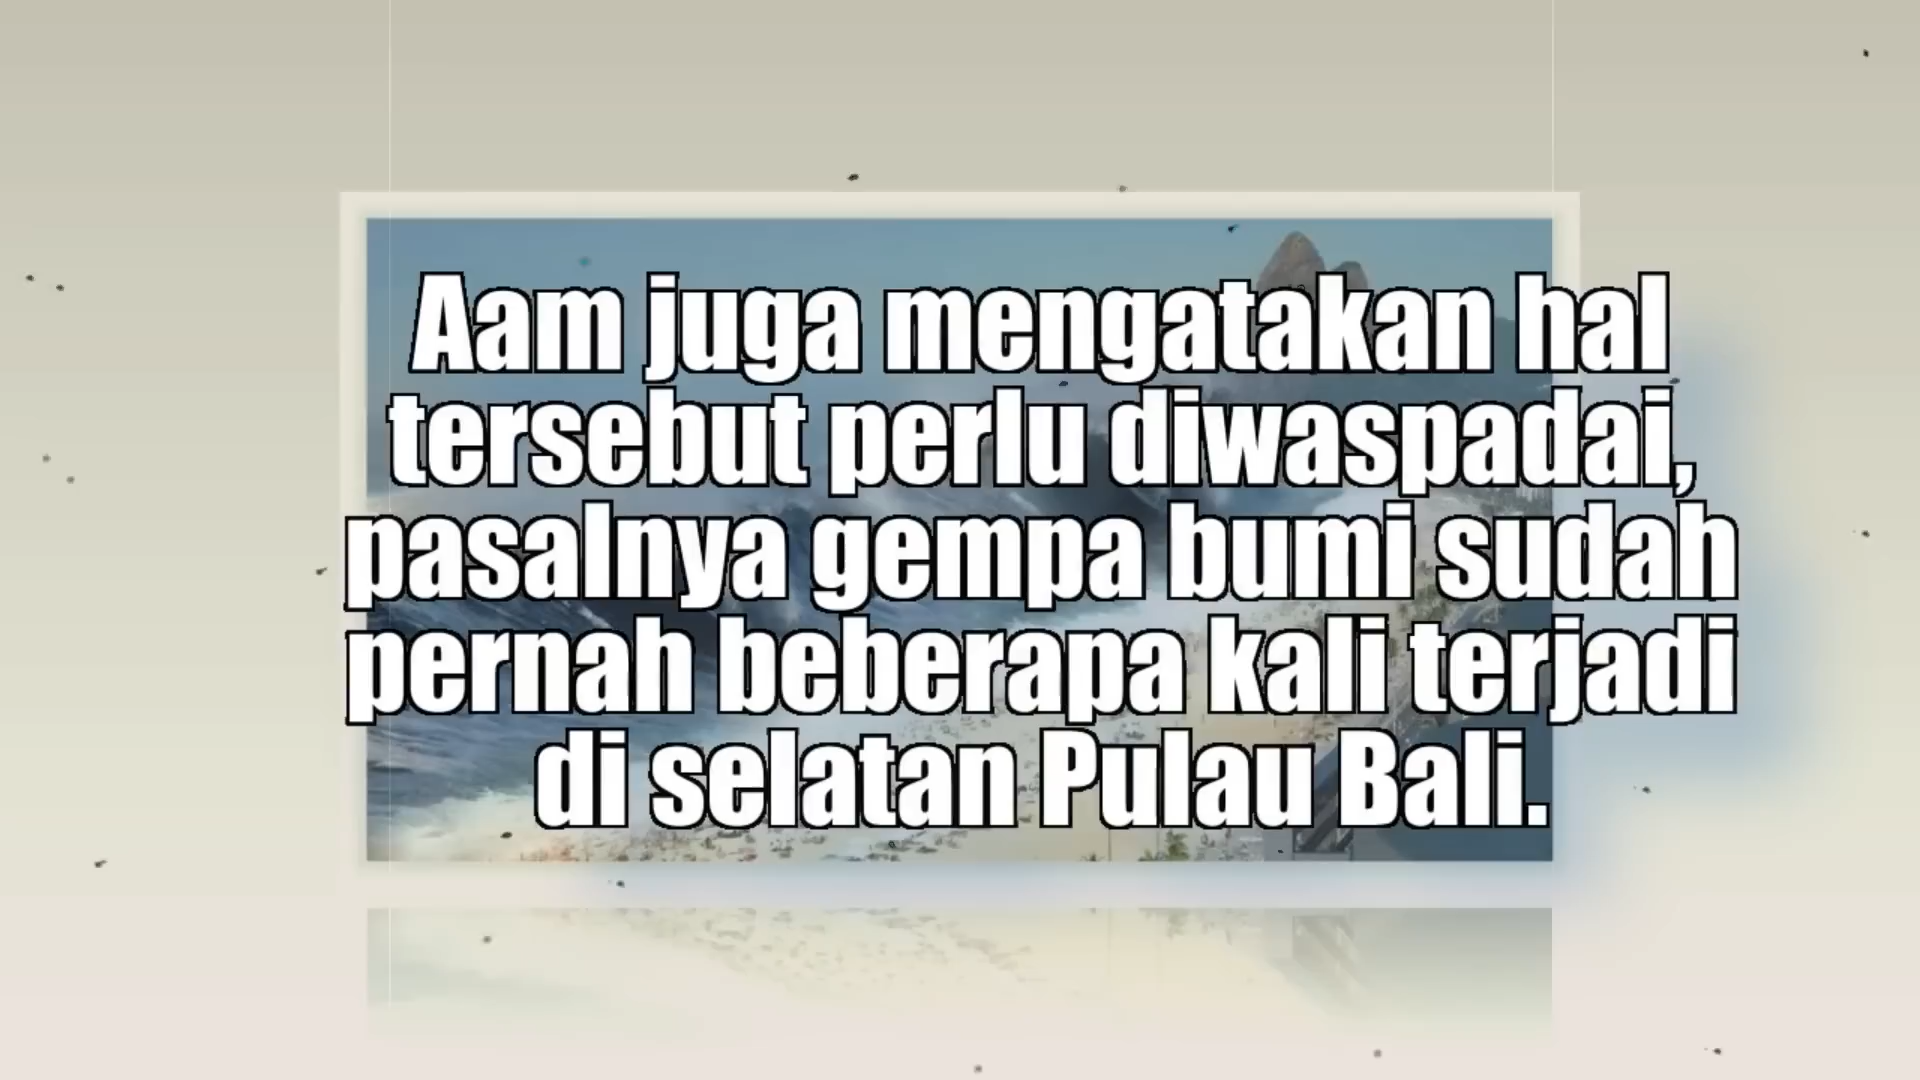 Aam juga mengatakan hal
tersebut perlu diwaspadai,
pasalnya gempa bumi sudah
pernah beberapa kali terjadi
di selatan Pulau Bali.